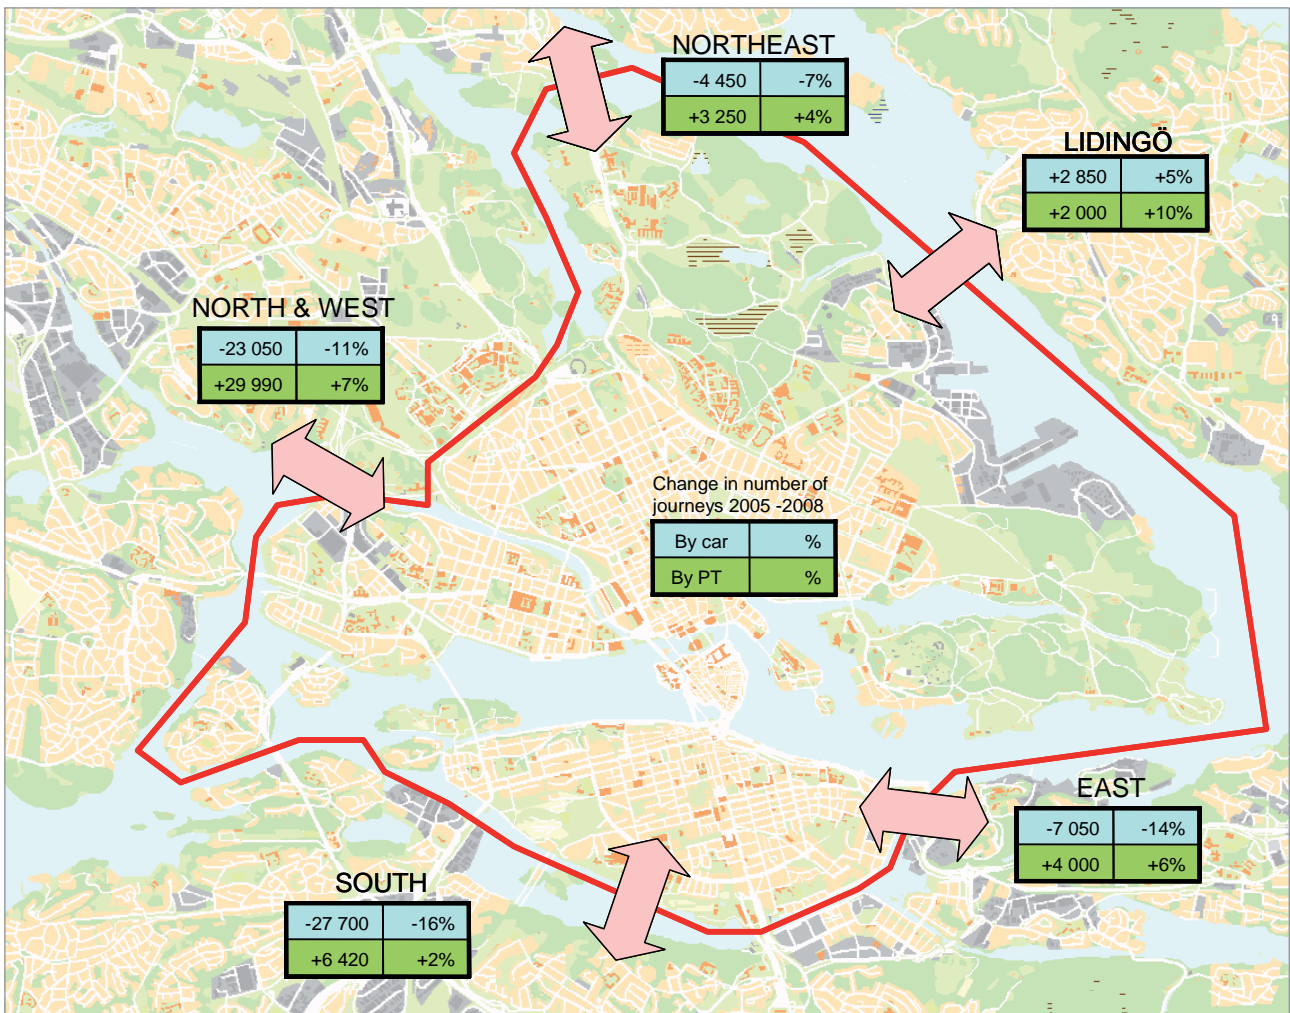 NORTHEAST
-4 450 -7%
+3 250 +4%
LIDINGÖ
+2 850 +5%
+2 000 +10%
NORTH & WEST
-23 050 -11%
+29 990 +7%
Change in number of
journeys 2005 -2008
By car %
By PT %
EAST
-7 050 -14%
+4 000 +6%
SOUTH
-27 700 -16%
+6 420 +2%